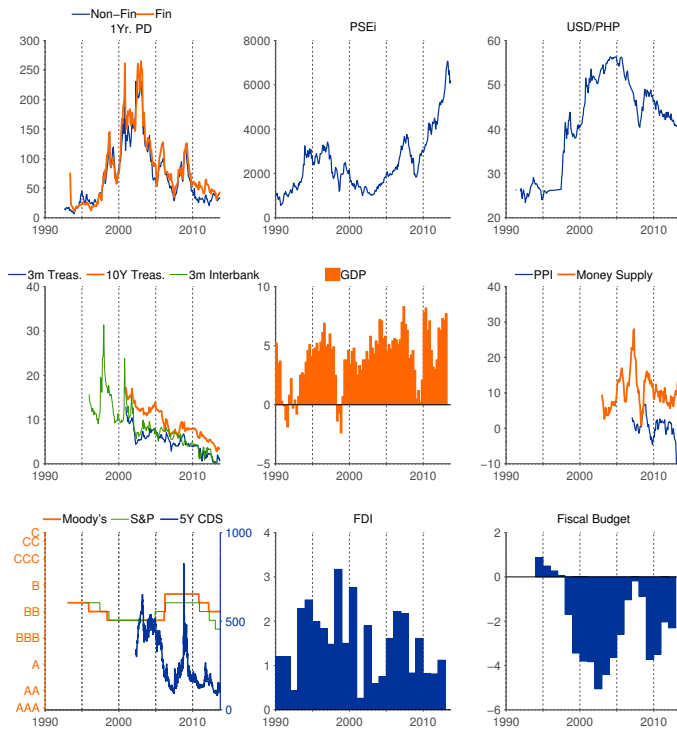 Non-Fin Fin
1Yr. PD
300
250
200
150
100
50
0
1990 2000 2010
PSEi
8000
6000
4000
2000
0
1990 2000 2010
USD/PHP
60
50
40
30
20
1990 2000 2010
3m Treas. 10Y Treas. 3m Interbank
40
30
20
10
0
1990 2000 2010
GDP
10
5
0
−5
1990 2000 2010
PPI Money Supply
40
30
20
10
0
−10
1990 2000 2010
Moody's S&P 5Y CDS
C
CC
CCC
B
BB
BBB
A
AA
AAA
1000
500
0
1990 2000 2010
FDI
4
3
2
1
0
1990 2000 2010
Fiscal Budget
2
0
−2
−4
−6
1990 2000 2010